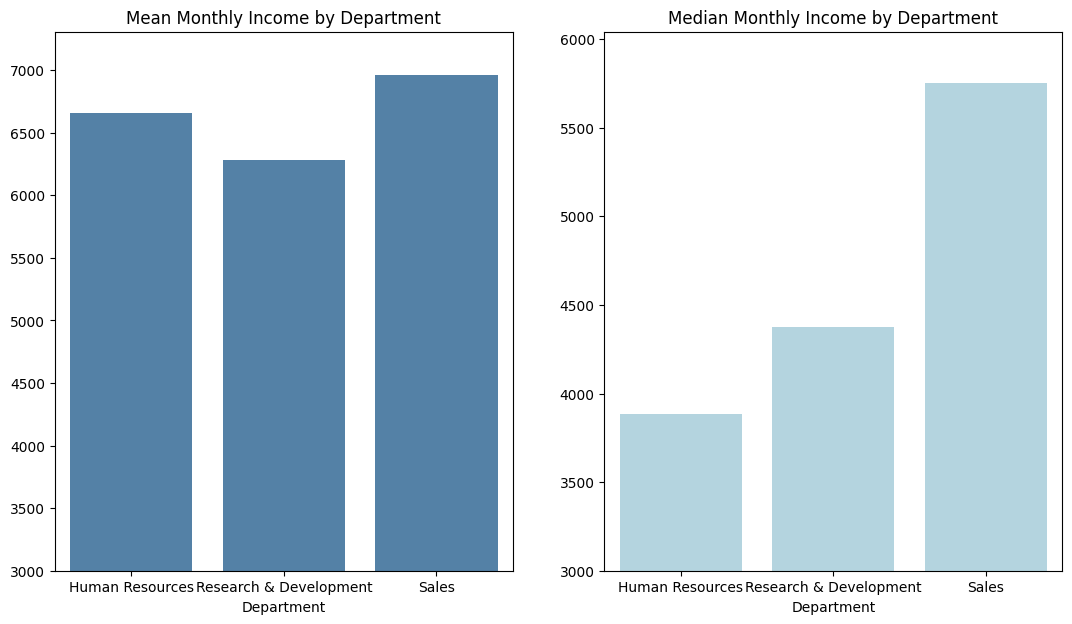 Mean Monthly Income by Department
7000
6500
6000
5500
5000
4500
4000
3500
3000
Human Resources
Research & Development
Sales
Department
Median Monthly Income by Department
6000
5500
5000
4500
4000
3500
3000
Human Resources
Research & Development
Sales
Department